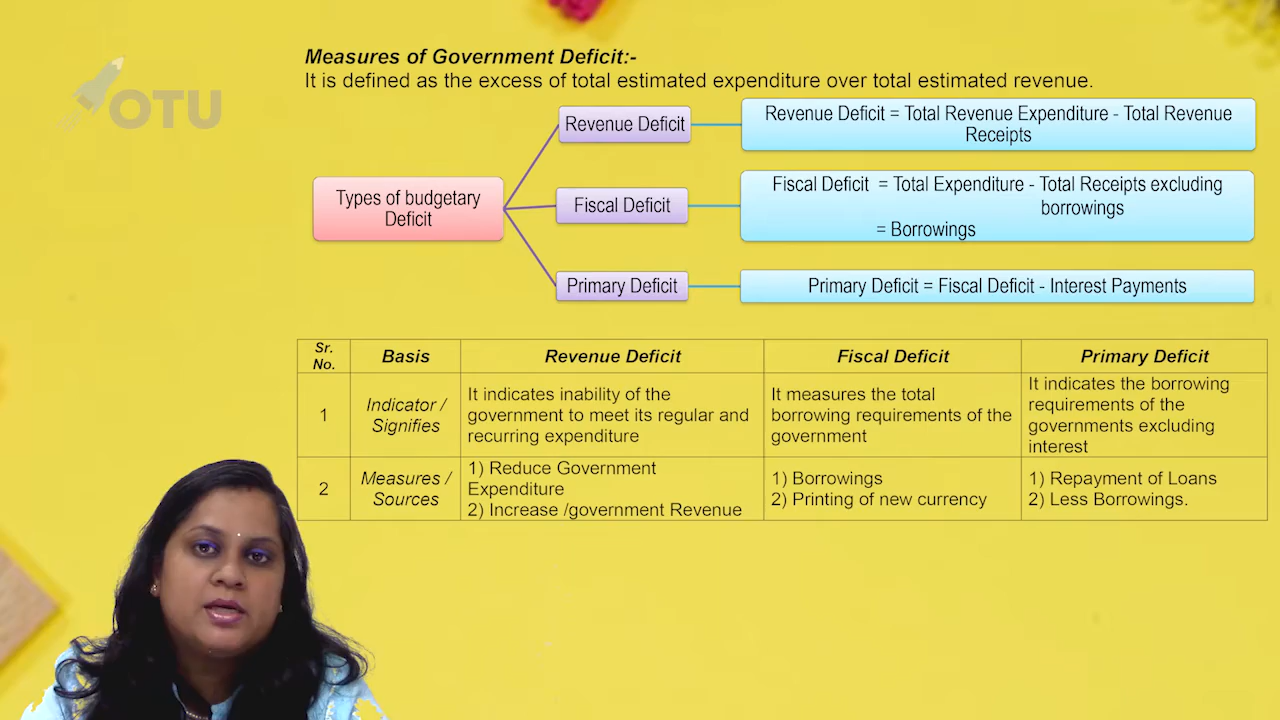 Measures of Government Deficit:-
It is defined as the excess of total estimated expenditure over total estimated revenue.
OTU
Types of budgetary
Deficit
Revenue Deficit
Revenue Deficit = Total Revenue Expenditure - Total Revenue
Receipts
Fiscal Deficit
Fiscal Deficit = Total Expenditure - Total Receipts excluding
borrowings
= Borrowings
Primary Deficit
Primary Deficit = Fiscal Deficit - Interest Payments
Sr.
No.
Basis
Revenue Deficit
Fiscal Deficit
Primary Deficit
1
Indicator /
Signifies
It indicates inability of the
government to meet its regular and
recurring expenditure
It measures the total
borrowing requirements of the
government
It indicates the borrowing
requirements of the
governments excluding
interest
2
Measures /
Sources
1) Reduce Government
Expenditure
2) Increase /government Revenue
1) Borrowings
2) Printing of new currency
1) Repayment of Loans
2) Less Borrowings.